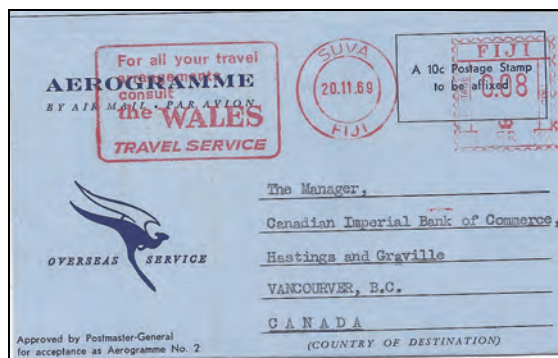 For all your travel
arrangements
consult
the WALES
TRAVEL SERVICE
AEROGRAMME
BY AIR MAIL · PAR AVION
SUVA
20.11.69
FIJI
A 10c Postage Stamp
to be affixed
FIJI
0.08
OVERSEAS SERVICE
The Manager,
Canadian Imperial Bank of Commerce,
Hastings and Graville
VANCOURVER, B.C.
CANADA
(COUNTRY OF DESTINATION)
Approved by Postmaster-General
for acceptance as Aerogramme No. 2